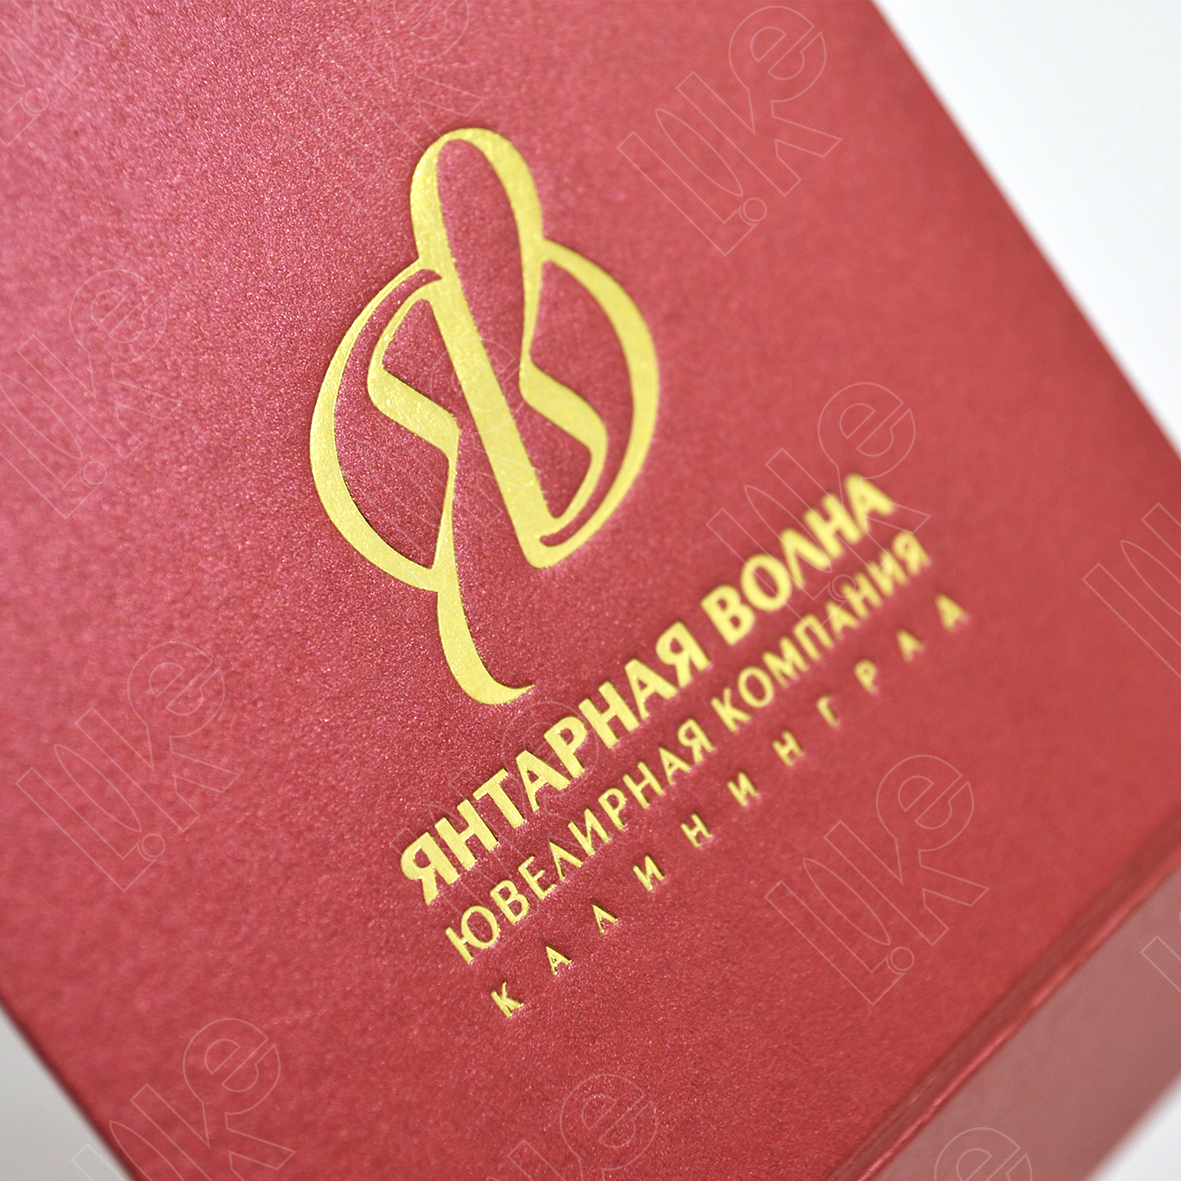 ЯНТАРНАЯ ВОЛНА
ЮВЕЛИРНАЯ КОМПАНИЯ
КАЛИНИНГРАД